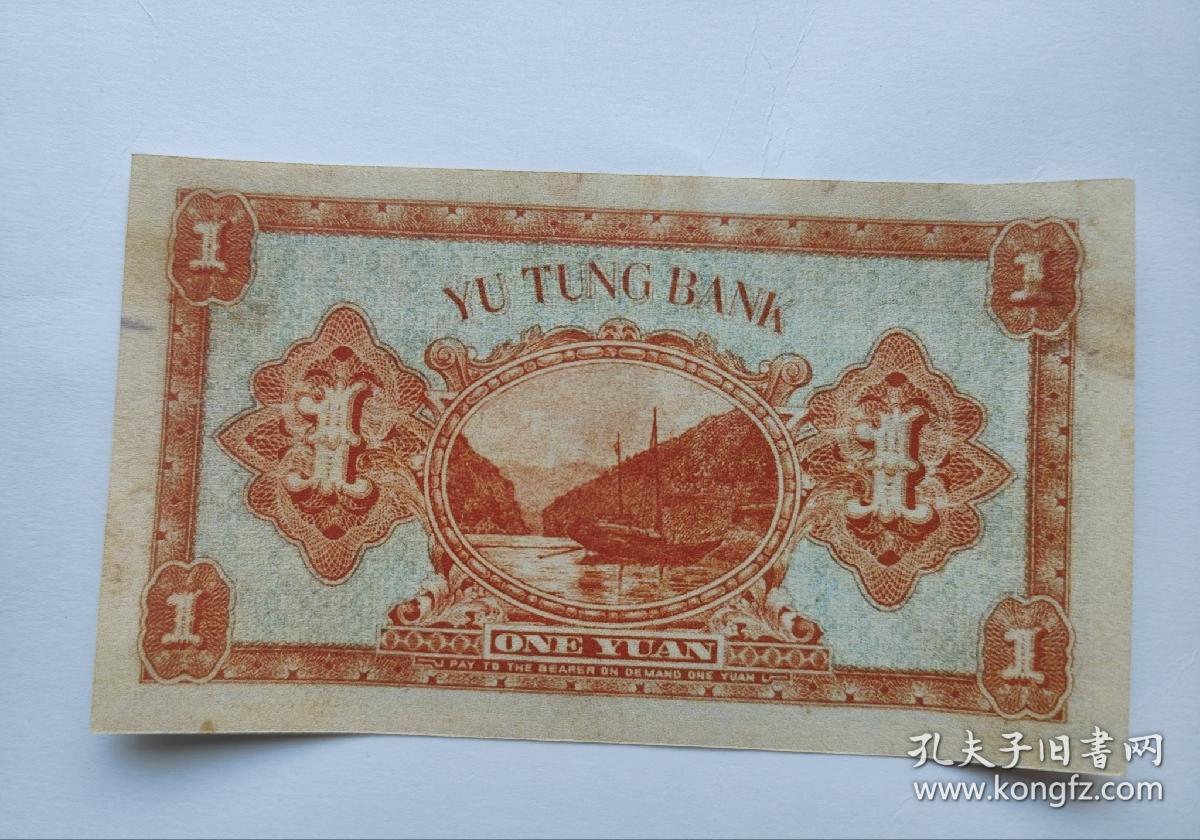 1 1
YU TUNG BANK
1 1
1 1
ONE YUAN
PAY TO THE BEARER ON DEMAND ONE YUAN
孔夫子旧书网
www.kongfz.com